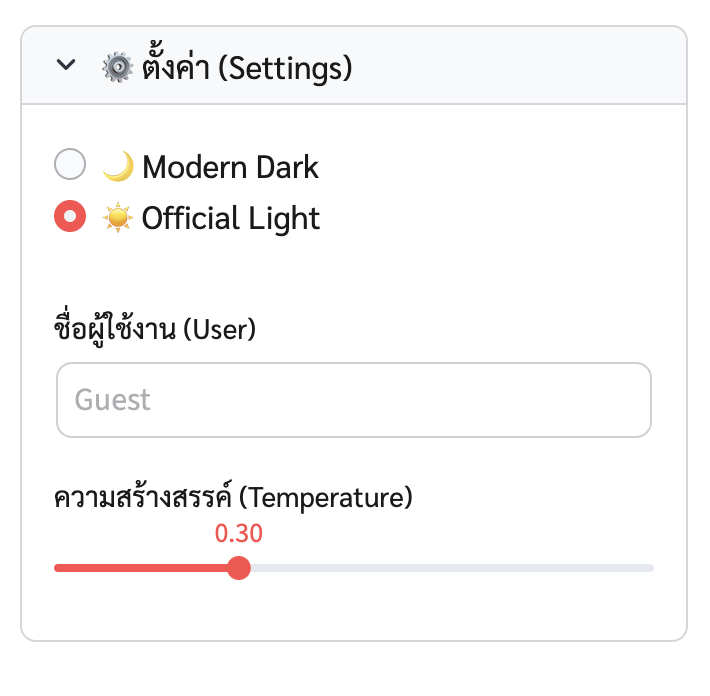 ⚙️ ตั้งค่า (Settings)
🌙 Modern Dark
☀️ Official Light
ชื่อผู้ใช้งาน (User)
Guest
ความสร้างสรรค์ (Temperature)
0.30